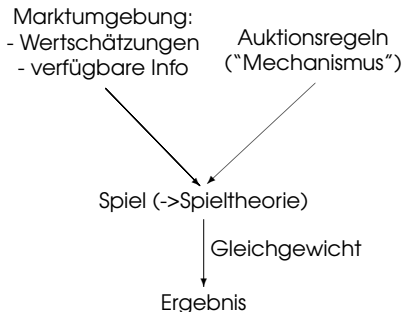 Marktumgebung:
- Wertschätzungen
- verfügbare Info
Auktionsregeln
("Mechanismus")
Spiel (->Spieltheorie)
Gleichgewicht
Ergebnis